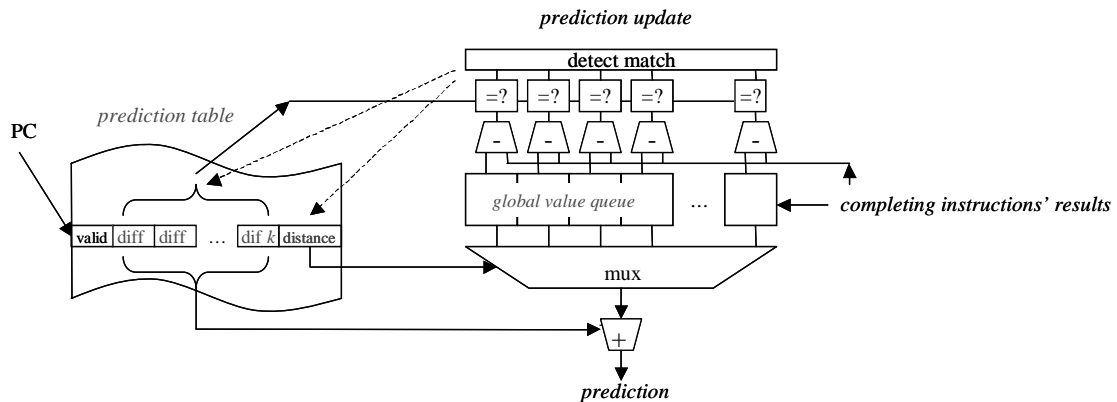 prediction update
detect match
=? =? =? =? =?
prediction table
PC
- - - - -
global value queue ...
completing instructions' results
valid diff diff ... dif k distance
mux
+
prediction